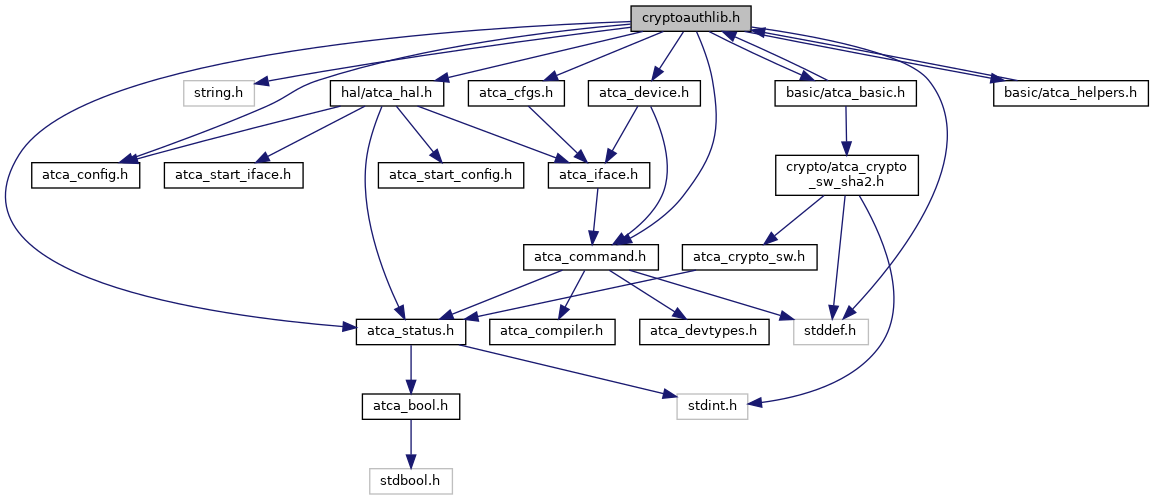 cryptoauthlib.h
string.h
hal/atca_hal.h
atca_cfgs.h
atca_device.h
basic/atca_basic.h
basic/atca_helpers.h
atca_config.h
atca_start_iface.h
atca_start_config.h
atca_iface.h
crypto/atca_crypto
_sw_sha2.h
atca_command.h
atca_crypto_sw.h
atca_status.h
atca_compiler.h
atca_devtypes.h
stddef.h
atca_bool.h
stdint.h
stdbool.h